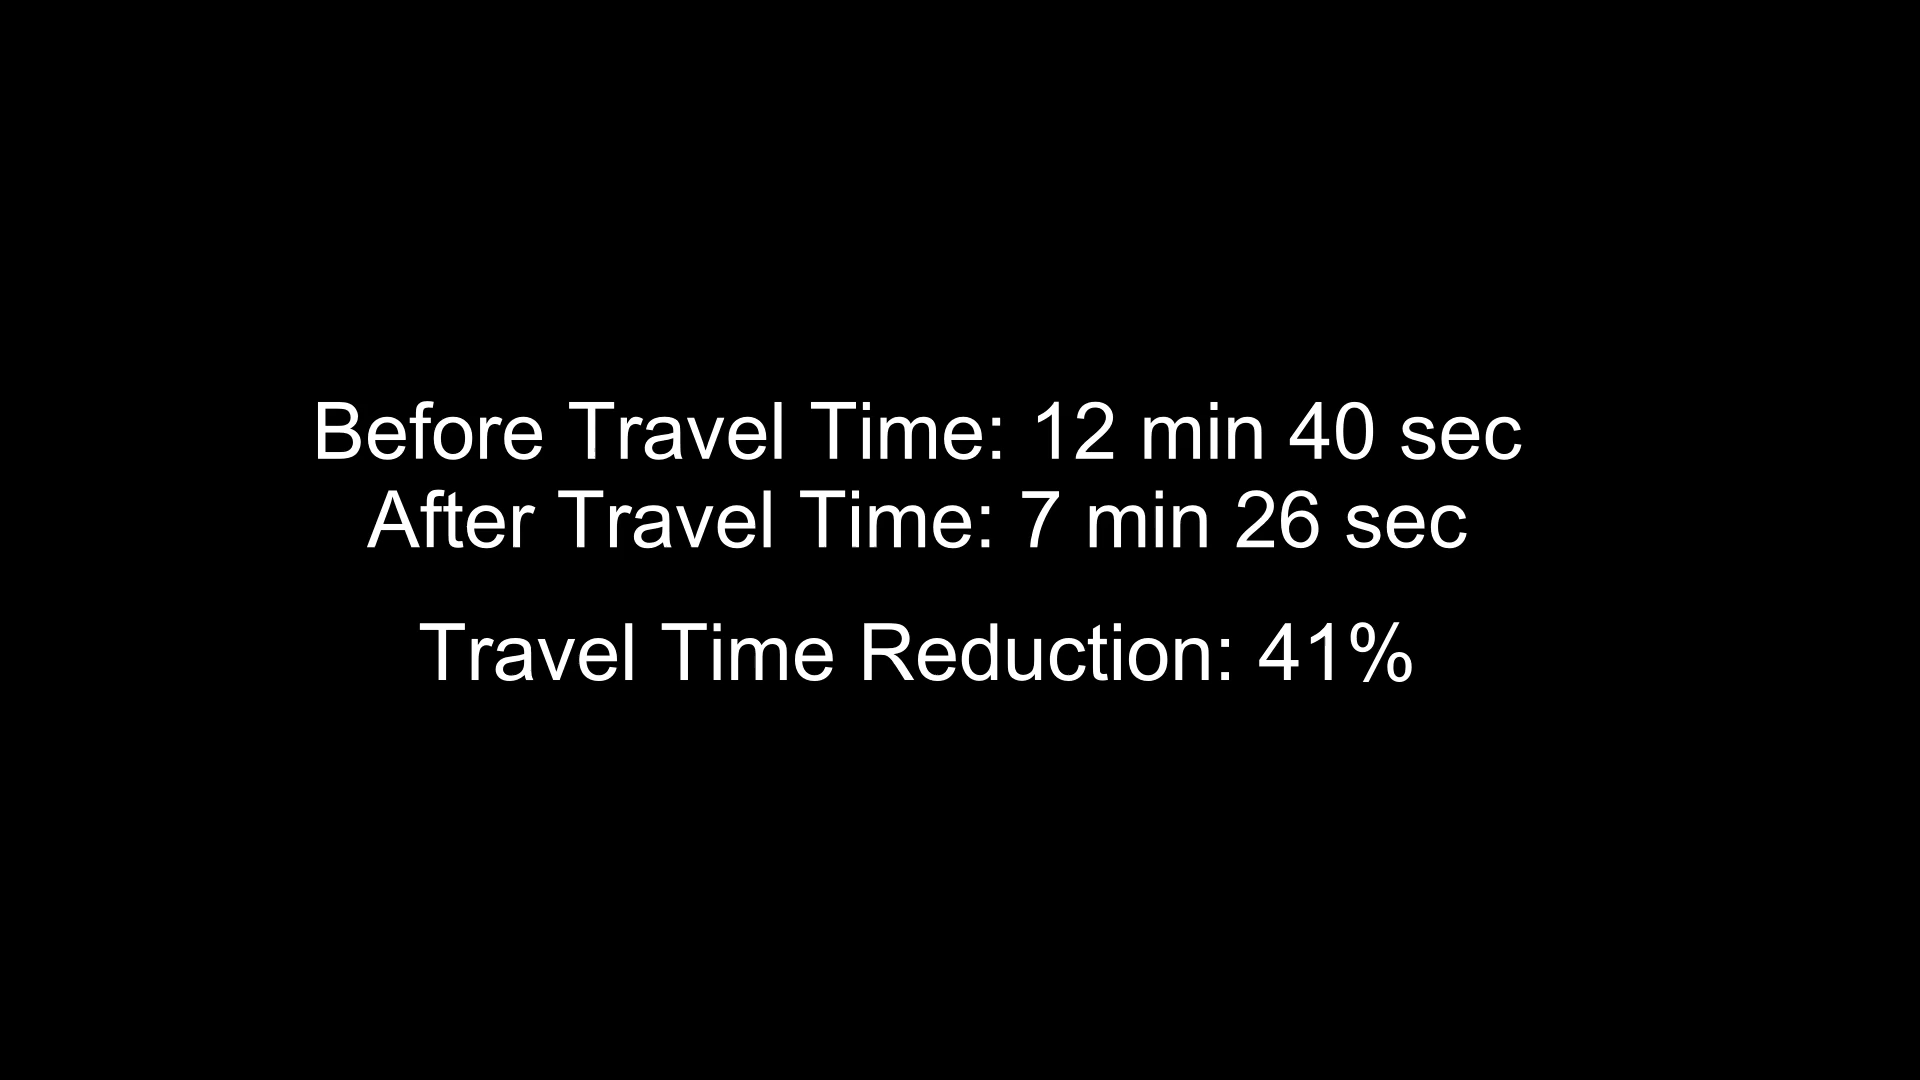 Before Travel Time: 12 min 40 sec
After Travel Time: 7 min 26 sec
Travel Time Reduction: 41%